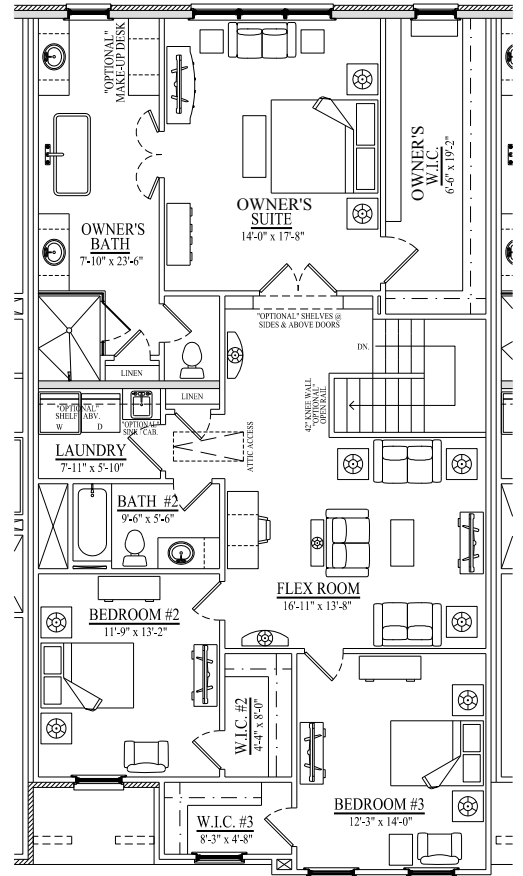 "OPTIONAL"
MAKE-UP DESK
OWNER'S
W.I.C.
6'-6" x 19'-2"
OWNER'S
SUITE
14'-0" x 17'-8"
OWNER'S
BATH
7'-10" x 23'-6"
"OPTIONAL" SHELVES @
SIDES & ABOVE DOORS
DN.
LINEN
LINEN
42" KNEE WALL
"OPTIONAL"
OPEN RAIL
"OPTIONAL"
SHELF ABV.
W
D
"OPTIONAL"
SINK CAB.
ATTIC ACCESS
LAUNDRY
7'-11" x 5'-10"
BATH #2
9'-6" x 5'-6"
FLEX ROOM
16'-11" x 13'-8"
BEDROOM #2
11'-9" x 13'-2"
W.I.C. #2
4'-4" x 8'-0"
W.I.C. #3
8'-3" x 4'-8"
BEDROOM #3
12'-3" x 14'-0"